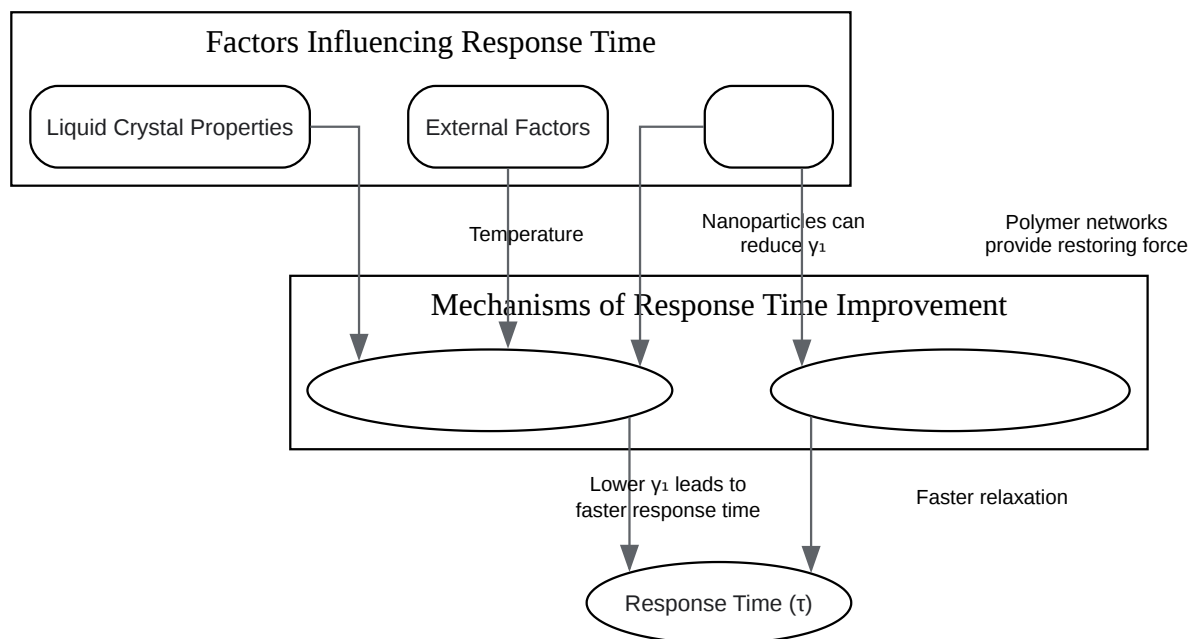 Factors Influencing Response Time
Liquid Crystal Properties
External Factors
Temperature
Nanoparticles can
reduce γ₁
Polymer networks
provide restoring force
Mechanisms of Response Time Improvement
Lower γ₁ leads to
faster response time
Faster relaxation
Response Time (τ)